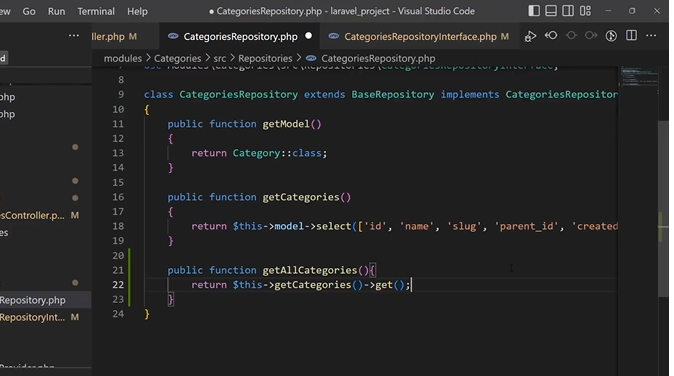 ew Go Run Terminal Help
CategoriesRepository.php - laravel_project - Visual Studio Code
ller.php M
CategoriesRepository.php
CategoriesRepositoryInterface.php M
modules > Categories > src > Repositories > CategoriesRepository.php
d
.php
.php
sController.p... M
es
Repository.php
RepositoryInt... M
Provider.php
8
9 class CategoriesRepository extends BaseRepository implements CategoriesRepositor
10 {
11 public function getModel()
12 {
13 return Category::class;
14 }
15
16 public function getCategories()
17 {
18 return $this->model->select(['id', 'name', 'slug', 'parent_id', 'created
19 }
20
21 public function getAllCategories(){
22 return $this->getCategories()->get();
23 }
24 }